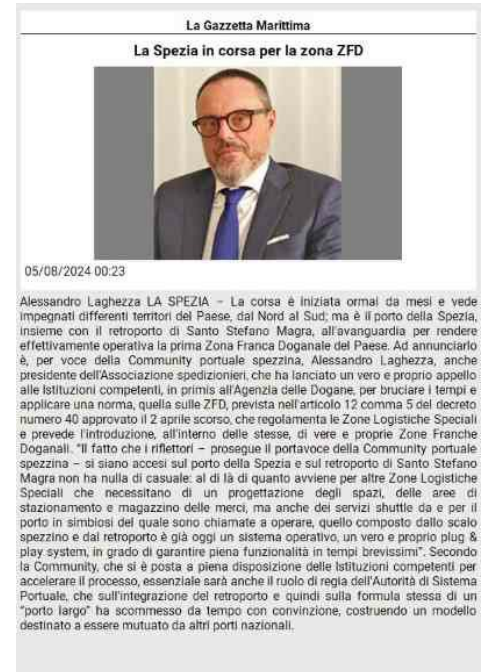 La Gazzetta Marittima
La Spezia in corsa per la zona ZFD
05/08/2024 00:23
Alessandro Laghezza LA SPEZIA – La corsa è iniziata ormai da mesi e vede
impegnati differenti territori del Paese, dal Nord al Sud; ma è il porto della Spezia,
insieme con il retroporto di Santo Stefano Magra, all'avanguardia per rendere
effettivamente operativa la prima Zona Franca Doganale del Paese. Ad annunciarlo
è, per voce della Community portuale spezzina, Alessandro Laghezza, anche
presidente dell'Associazione spedizionieri, che ha lanciato un vero e proprio appello
alle Istituzioni competenti, in primis all'Agenzia delle Dogane, per bruciare i tempi e
applicare una norma, quella sulle ZFD, prevista nell'articolo 12 comma 5 del decreto
numero 40 approvato il 2 aprile scorso, che regolamenta le Zone Logistiche Speciali
e prevede l'introduzione, all'interno delle stesse, di vere e proprie Zone Franche
Doganali. "Il fatto che i riflettori – prosegue il portavoce della Community portuale
spezzina – si siano accesi sul porto della Spezia e sul retroporto di Santo Stefano
Magra non ha nulla di casuale: al di là di quanto avviene per altre Zone Logistiche
Speciali che necessitano di un progettazione degli spazi, delle aree di
stazionamento e magazzino delle merci, ma anche dei servizi shuttle da e per il
porto in simbiosi del quale sono chiamate a operare, quello composto dallo scalo
spezzino e dal retroporto è già oggi un sistema operativo, un vero e proprio plug &
play system, in grado di garantire piena funzionalità in tempi brevissimi". Secondo
la Community, che si è posta a piena disposizione delle Istituzioni competenti per
accelerare il processo, essenziale sarà anche il ruolo di regia dell'Autorità di Sistema
Portuale, che sull'integrazione del retroporto e quindi sulla formula stessa di un
"porto largo" ha scommesso da tempo con convinzione, costruendo un modello
destinato a essere mutuato da altri porti nazionali.